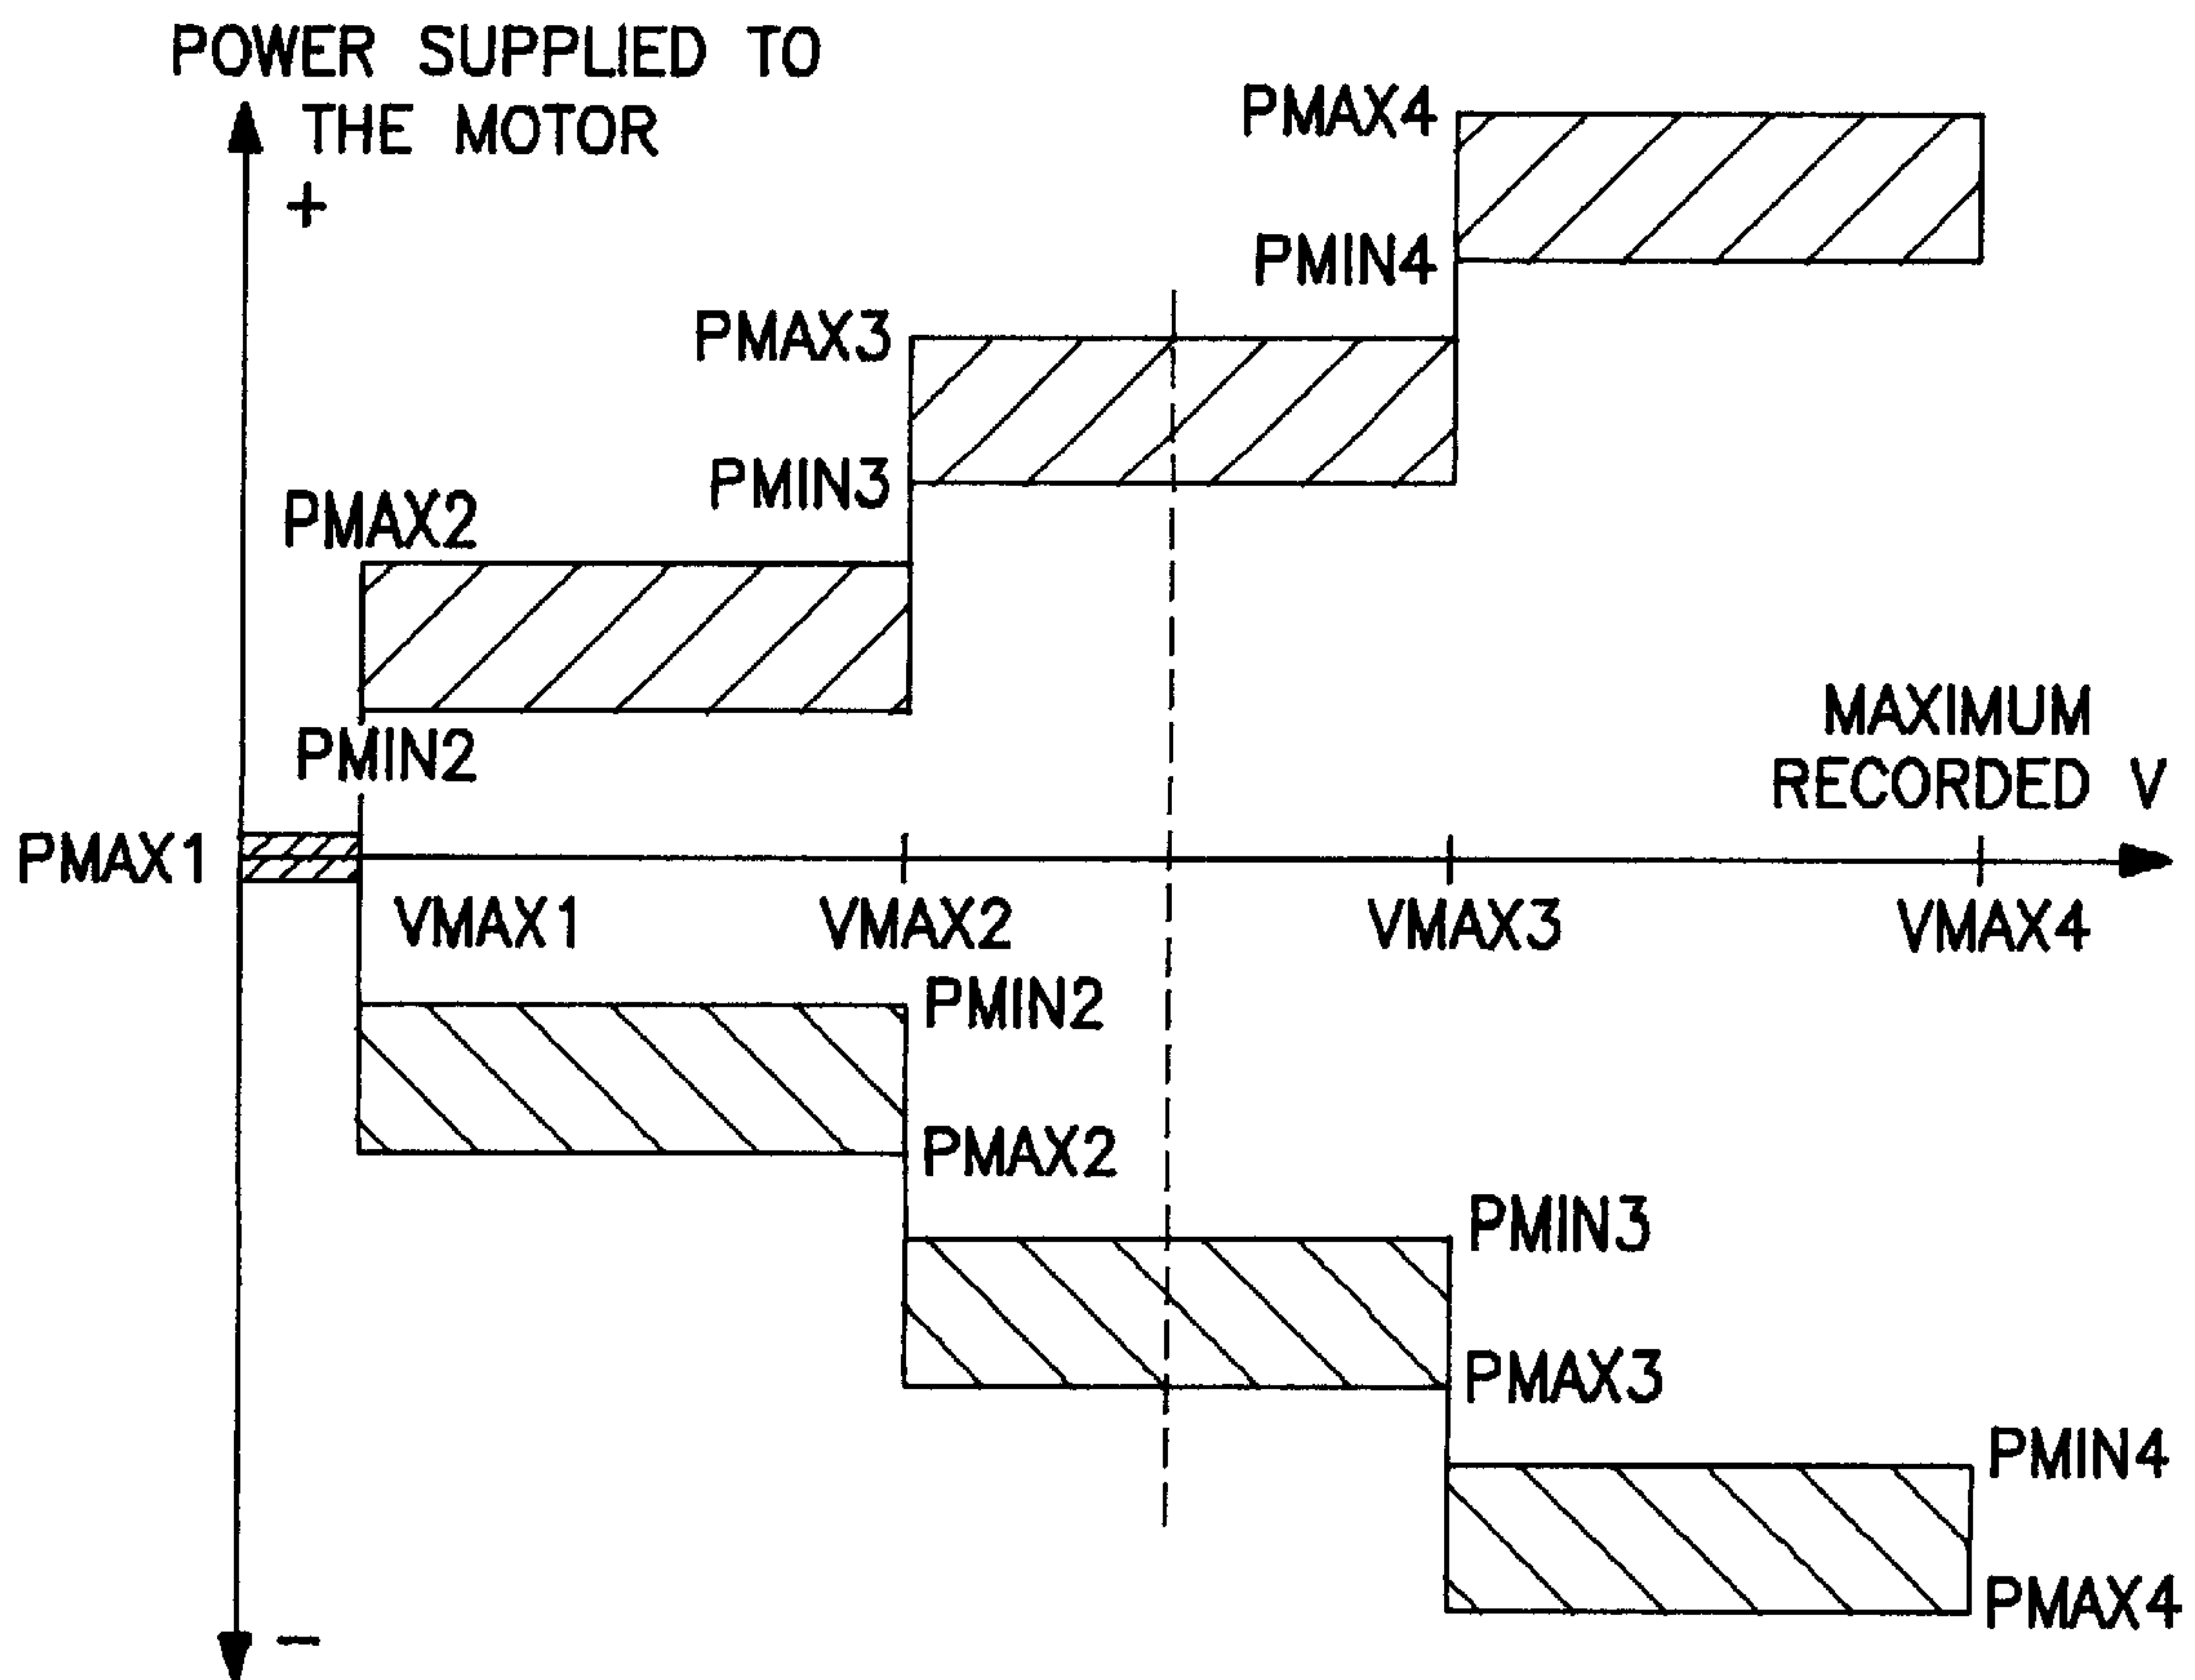 POWER SUPPLIED TO
THE MOTOR
+
PMAX4
PMIN4
PMAX3
PMIN3
PMAX2
PMIN2
MAXIMUM
RECORDED V
PMAX1
VMAX1
VMAX2
VMAX3
VMAX4
PMIN2
PMAX2
PMIN3
PMAX3
PMIN4
PMAX4
−